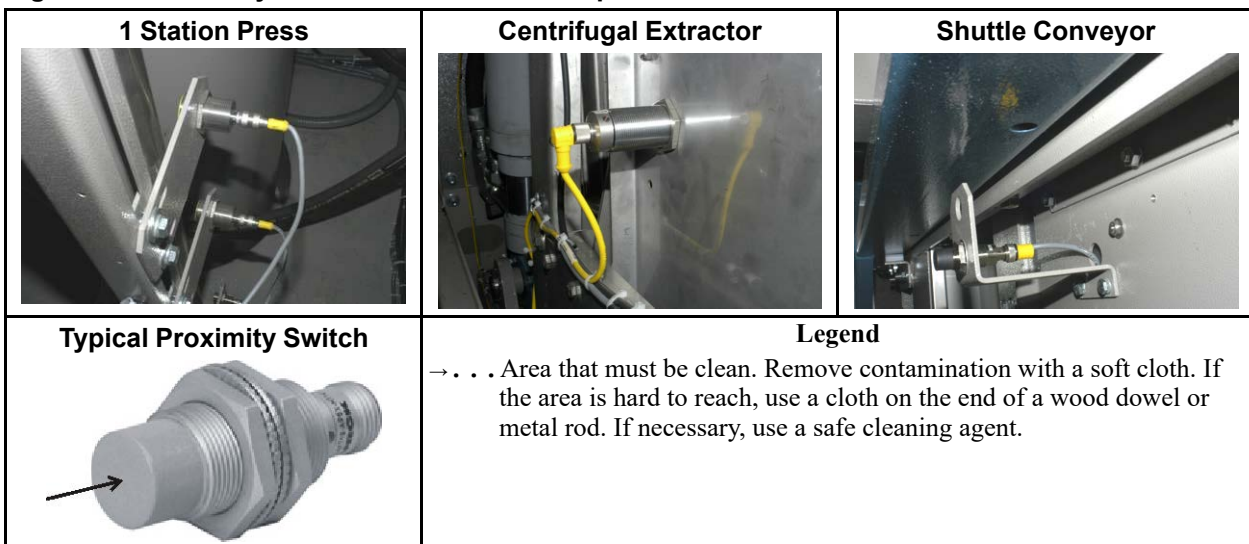 1 Station Press
Centrifugal Extractor
Shuttle Conveyor
Typical Proximity Switch
Legend
→. . . Area that must be clean. Remove contamination with a soft cloth. If
the area is hard to reach, use a cloth on the end of a wood dowel or
metal rod. If necessary, use a safe cleaning agent.